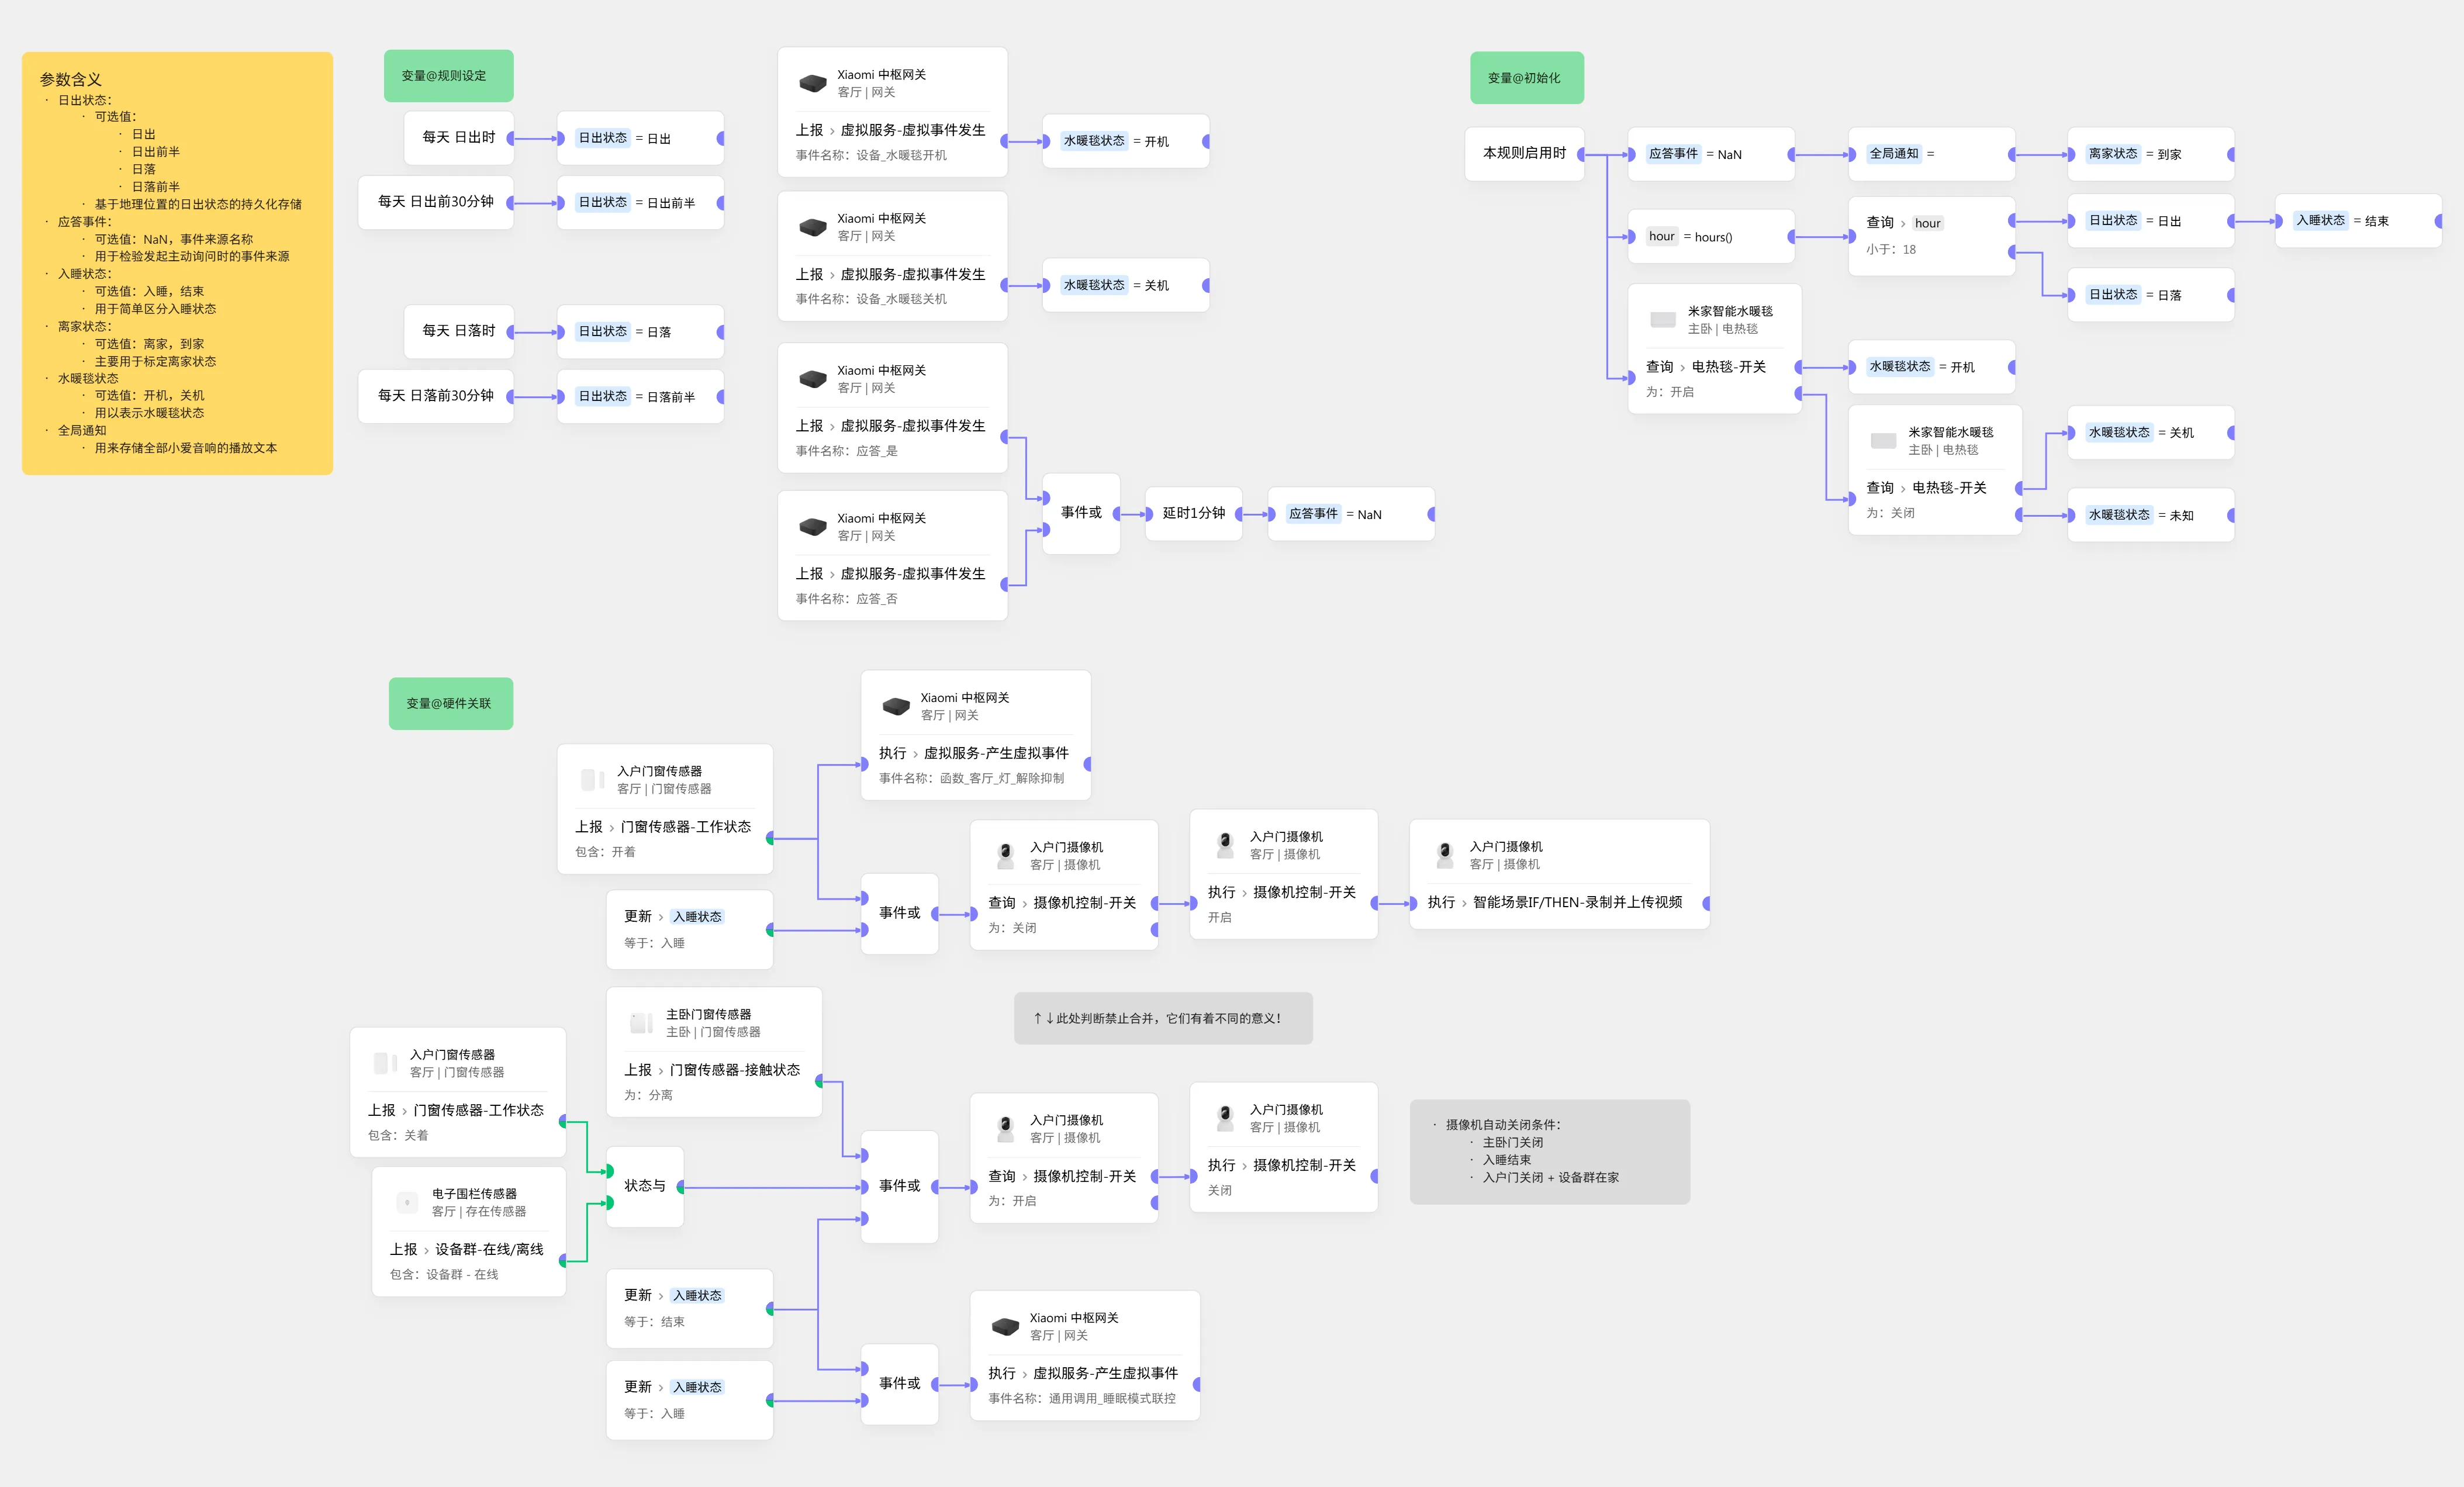 参数含义
· 日出状态：
· 可选值：
· 日出
· 日出前半
· 日落
· 日落前半
· 基于地理位置的日出状态的持久化存储
· 应答事件：
· 可选值：NaN，事件来源名称
· 用于检验发起主动询问时的事件来源
· 入睡状态：
· 可选值：入睡，结束
· 用于简单区分入睡状态
· 离家状态：
· 可选值：离家，到家
· 主要用于标定离家状态
· 水暖毯状态
· 可选值：开机，关机
· 用以表示水暖毯状态
· 全局通知
· 用来存储全部小爱音响的播放文本
变量@规则设定
每天 日出时
日出状态 = 日出
每天 日出前30分钟
日出状态 = 日出前半
每天 日落时
日出状态 = 日落
每天 日落前30分钟
日出状态 = 日落前半
Xiaomi 中枢网关
客厅 | 网关
上报 › 虚拟服务-虚拟事件发生
事件名称：设备_水暖毯开机
水暖毯状态 = 开机
Xiaomi 中枢网关
客厅 | 网关
上报 › 虚拟服务-虚拟事件发生
事件名称：设备_水暖毯关机
水暖毯状态 = 关机
Xiaomi 中枢网关
客厅 | 网关
上报 › 虚拟服务-虚拟事件发生
事件名称：应答_是
Xiaomi 中枢网关
客厅 | 网关
上报 › 虚拟服务-虚拟事件发生
事件名称：应答_否
事件或
延时1分钟
应答事件 = NaN
变量@初始化
本规则启用时
应答事件 = NaN
全局通知 =
离家状态 = 到家
hour = hours()
查询 › hour
小于：18
日出状态 = 日出
入睡状态 = 结束
日出状态 = 日落
米家智能水暖毯
主卧 | 电热毯
查询 › 电热毯-开关
为：开启
水暖毯状态 = 开机
米家智能水暖毯
主卧 | 电热毯
查询 › 电热毯-开关
为：关闭
水暖毯状态 = 关机
水暖毯状态 = 未知
变量@硬件关联
入户门窗传感器
客厅 | 门窗传感器
上报 › 门窗传感器-工作状态
包含：开着
Xiaomi 中枢网关
客厅 | 网关
执行 › 虚拟服务-产生虚拟事件
事件名称：函数_客厅_灯_解除抑制
更新 › 入睡状态
等于：入睡
事件或
入户门摄像机
客厅 | 摄像机
查询 › 摄像机控制-开关
为：关闭
入户门摄像机
客厅 | 摄像机
执行 › 摄像机控制-开关
开启
入户门摄像机
客厅 | 摄像机
执行 › 智能场景IF/THEN-录制并上传视频
↑↓此处判断禁止合并，它们有着不同的意义！
主卧门窗传感器
主卧 | 门窗传感器
上报 › 门窗传感器-接触状态
为：分离
入户门窗传感器
客厅 | 门窗传感器
上报 › 门窗传感器-工作状态
包含：关着
电子围栏传感器
客厅 | 存在传感器
上报 › 设备群-在线/离线
包含：设备群 - 在线
状态与
事件或
入户门摄像机
客厅 | 摄像机
查询 › 摄像机控制-开关
为：开启
入户门摄像机
客厅 | 摄像机
执行 › 摄像机控制-开关
关闭
· 摄像机自动关闭条件：
· 主卧门关闭
· 入睡结束
· 入户门关闭 + 设备群在家
更新 › 入睡状态
等于：结束
更新 › 入睡状态
等于：入睡
事件或
Xiaomi 中枢网关
客厅 | 网关
执行 › 虚拟服务-产生虚拟事件
事件名称：通用调用_睡眠模式联控